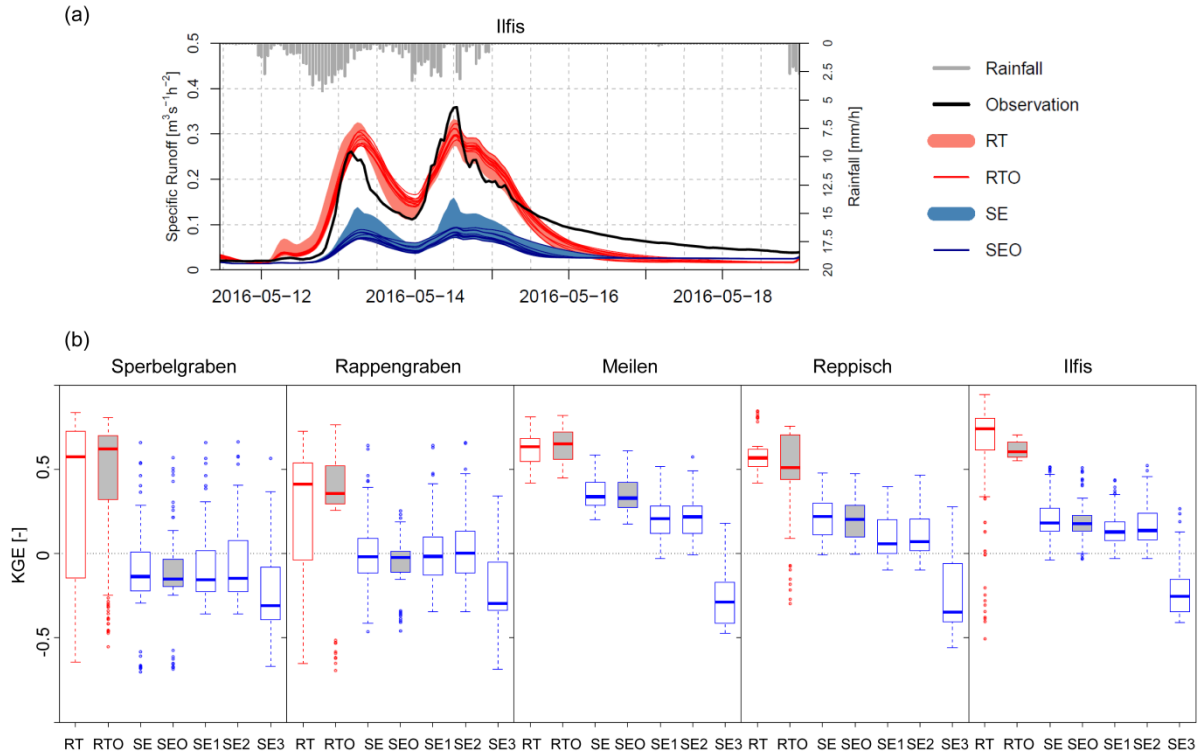 (a)
Ilfis
Specific Runoff [m³s⁻¹h⁻²]
0.5
0.4
0.3
0.2
0.1
0
0
2.5
5
7.5
10
12.5
15
17.5
20
Rainfall [mm/h]
2016-05-12 2016-05-14 2016-05-16 2016-05-18
Rainfall
Observation
RT
RTO
SE
SEO
(b)
Sperbelgraben Rappengraben Meilen Reppisch Ilfis
KGE [-]
0.5
0
-0.5
RT RTO SE SEO SE1 SE2 SE3 RT RTO SE SEO SE1 SE2 SE3 RT RTO SE SEO SE1 SE2 SE3 RT RTO SE SEO SE1 SE2 SE3 RT RTO SE SEO SE1 SE2 SE3